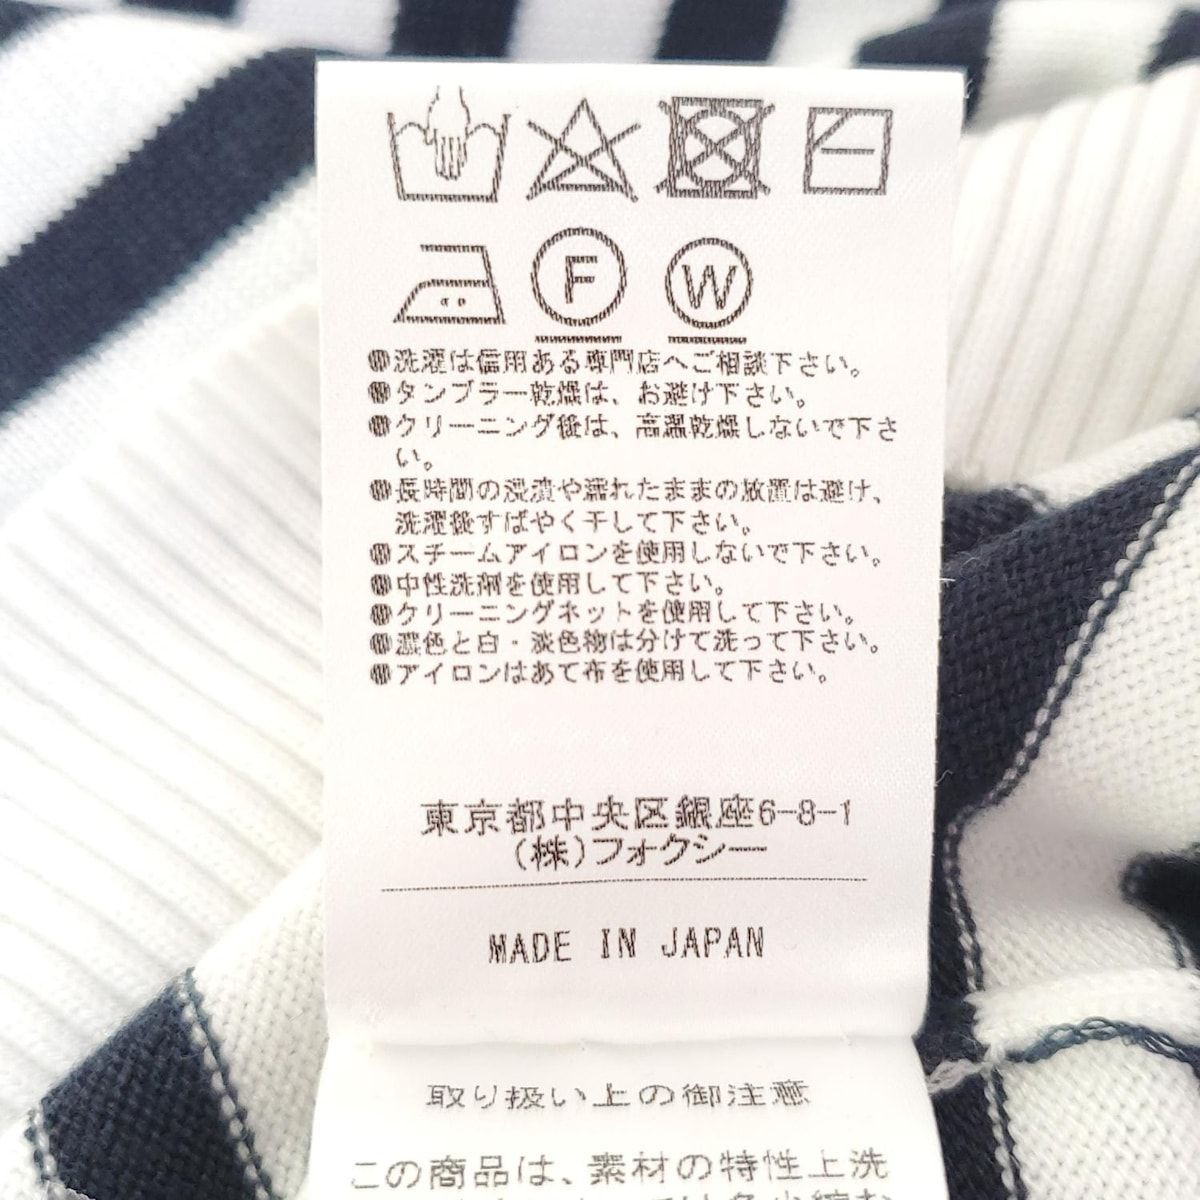 F W
●洗濯は信用ある専門店へご相談下さい。
●タンブラー乾燥は、お避け下さい。
●クリーニング後は、高温乾燥しないで下さ
い。
●長時間の浸漬や濡れたままの放置は避け、
洗濯後すばやく干して下さい。
●スチームアイロンを使用しないで下さい。
●中性洗剤を使用して下さい。
●クリーニングネットを使用して下さい。
●濃色と白・淡色物は分けて洗って下さい。
●アイロンはあて布を使用して下さい。
東京都中央区銀座6-8-1
(株)フォクシー
MADE IN JAPAN
取り扱い上の御注意
この商品は、素材の特性上洗